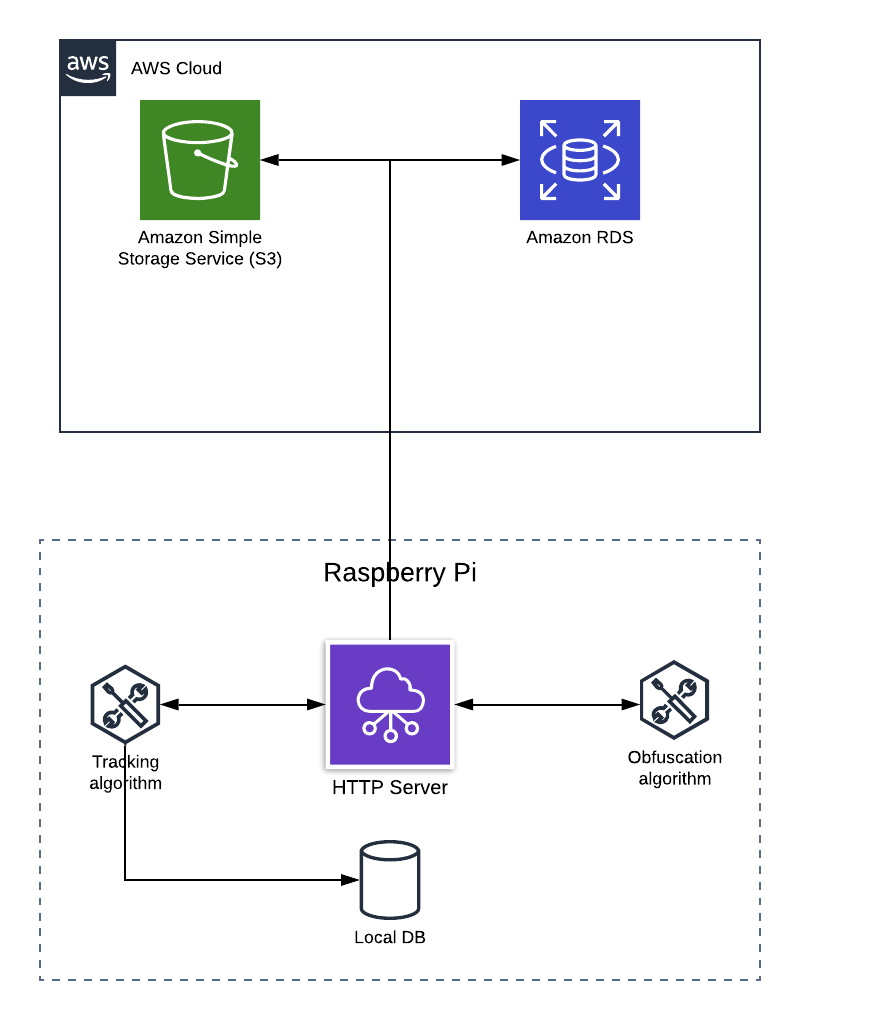 aws
AWS Cloud
Amazon Simple
Storage Service (S3)
Amazon RDS
Raspberry Pi
Tracking
algorithm
HTTP Server
Obfuscation
algorithm
Local DB